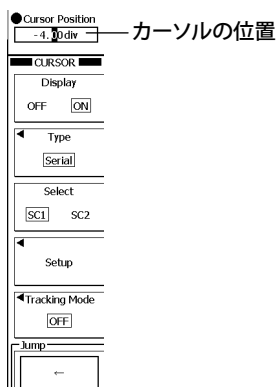 ●Cursor Position
-4.00div
カーソルの位置
CURSOR
Display
OFF ON
Type
Serial
Select
SC1 SC2
Setup
Tracking Mode
OFF
Jump
←